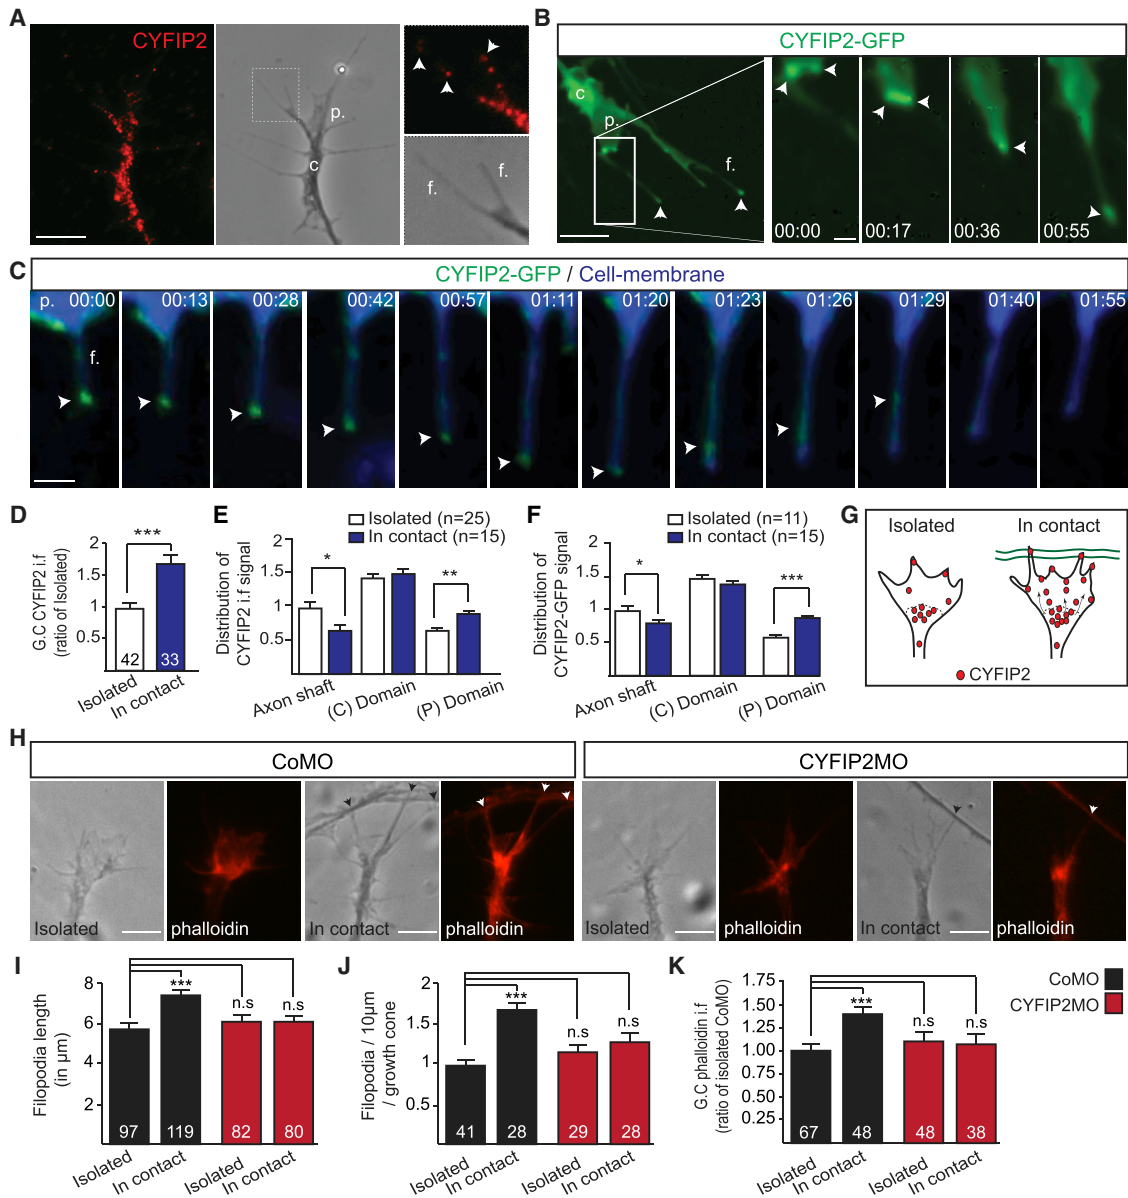 A
CYFIP2
p.
c
f.
f.
B
CYFIP2-GFP
c
p.
f.
00:00
00:17
00:36
00:55
C
CYFIP2-GFP / Cell-membrane
p.
00:00
00:13
00:28
00:42
00:57
01:11
01:20
01:23
01:26
01:29
01:40
01:55
f.
D
G.C CYFIP2 i.f
(ratio of Isolated)
2
1.5
1
0.5
***
42
33
Isolated
In contact
E
Isolated (n=25)
In contact (n=15)
Distribution of
CYFIP2 i.f signal
2
1.5
1
0.5
*
**
Axon shaft
(C) Domain
(P) Domain
F
Isolated (n=11)
In contact (n=15)
Distribution of
CYFIP2-GFP signal
2
1.5
1
0.5
*
***
Axon shaft
(C) Domain
(P) Domain
G
Isolated
In contact
CYFIP2
H
CoMO
CYFIP2MO
Isolated
phalloidin
In contact
phalloidin
Isolated
phalloidin
In contact
phalloidin
I
Filopodia length
(in µm)
8
6
4
2
***
n.s
n.s
97
119
82
80
Isolated
In contact
Isolated
In contact
J
Filopodia / 10µm
/ growth cone
2
1.5
1
0.5
***
n.s
n.s
41
28
29
28
Isolated
In contact
Isolated
In contact
K
G.C phalloidin i.f
(ratio of isolated CoMO)
1.75
1.50
1.25
1.00
0.75
0.50
0.25
***
n.s
n.s
67
48
48
38
Isolated
In contact
Isolated
In contact
CoMO
CYFIP2MO